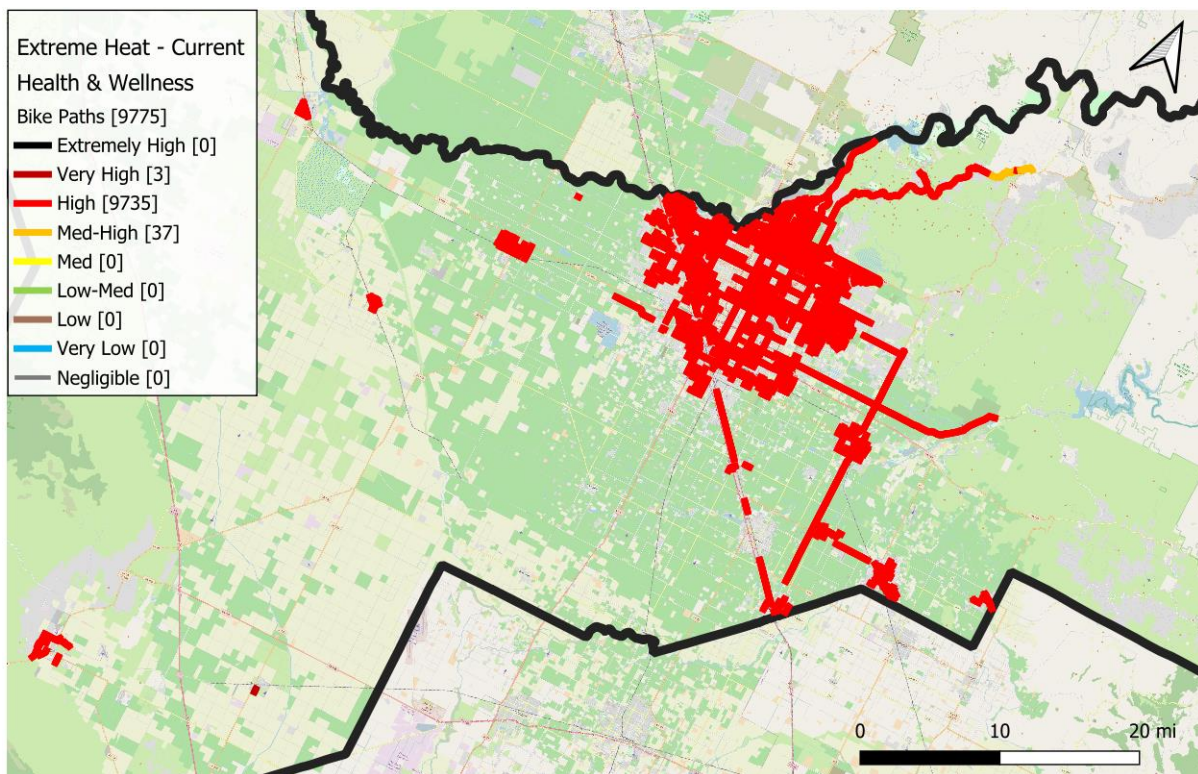 Extreme Heat - Current
Health & Wellness
Bike Paths [9775]
Extremely High [0]
Very High [3]
High [9735]
Med-High [37]
Med [0]
Low-Med [0]
Low [0]
Very Low [0]
Negligible [0]
0 10 20 mi